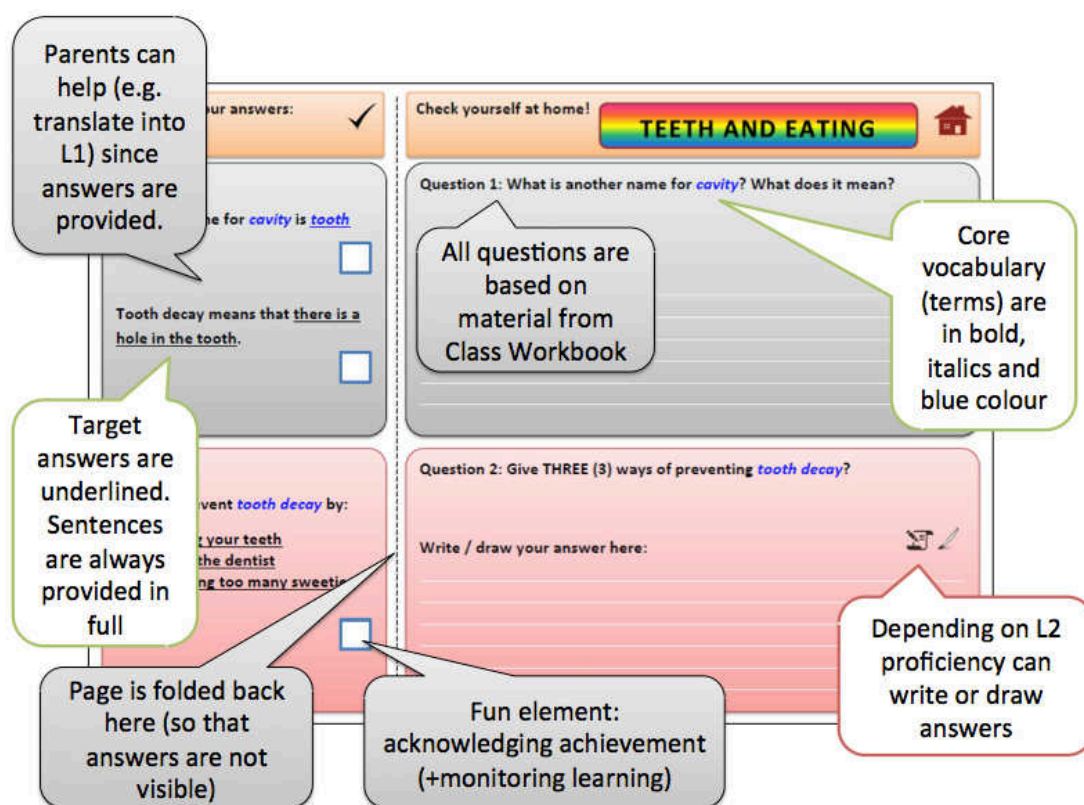 Parents can
help (e.g.
translate into
L1) since
answers are
provided.
our answers:
Check yourself at home!
TEETH AND EATING
for cavity is tooth
Tooth decay means that there is a
hole in the tooth.
Question 1: What is another name for cavity? What does it mean?
All questions are
based on
material from
Class Workbook
Core
vocabulary
(terms) are
in bold,
italics and
blue colour
Target
answers are
underlined.
Sentences
are always
provided in
full
tooth decay by:
your teeth
the dentist
too many
Question 2: Give THREE (3) ways of preventing tooth decay?
Write / draw your answer here:
Page is folded back
here (so that
answers are not
visible)
Fun element:
acknowledging achievement
(+monitoring learning)
Depending on L2
proficiency can
write or draw
answers